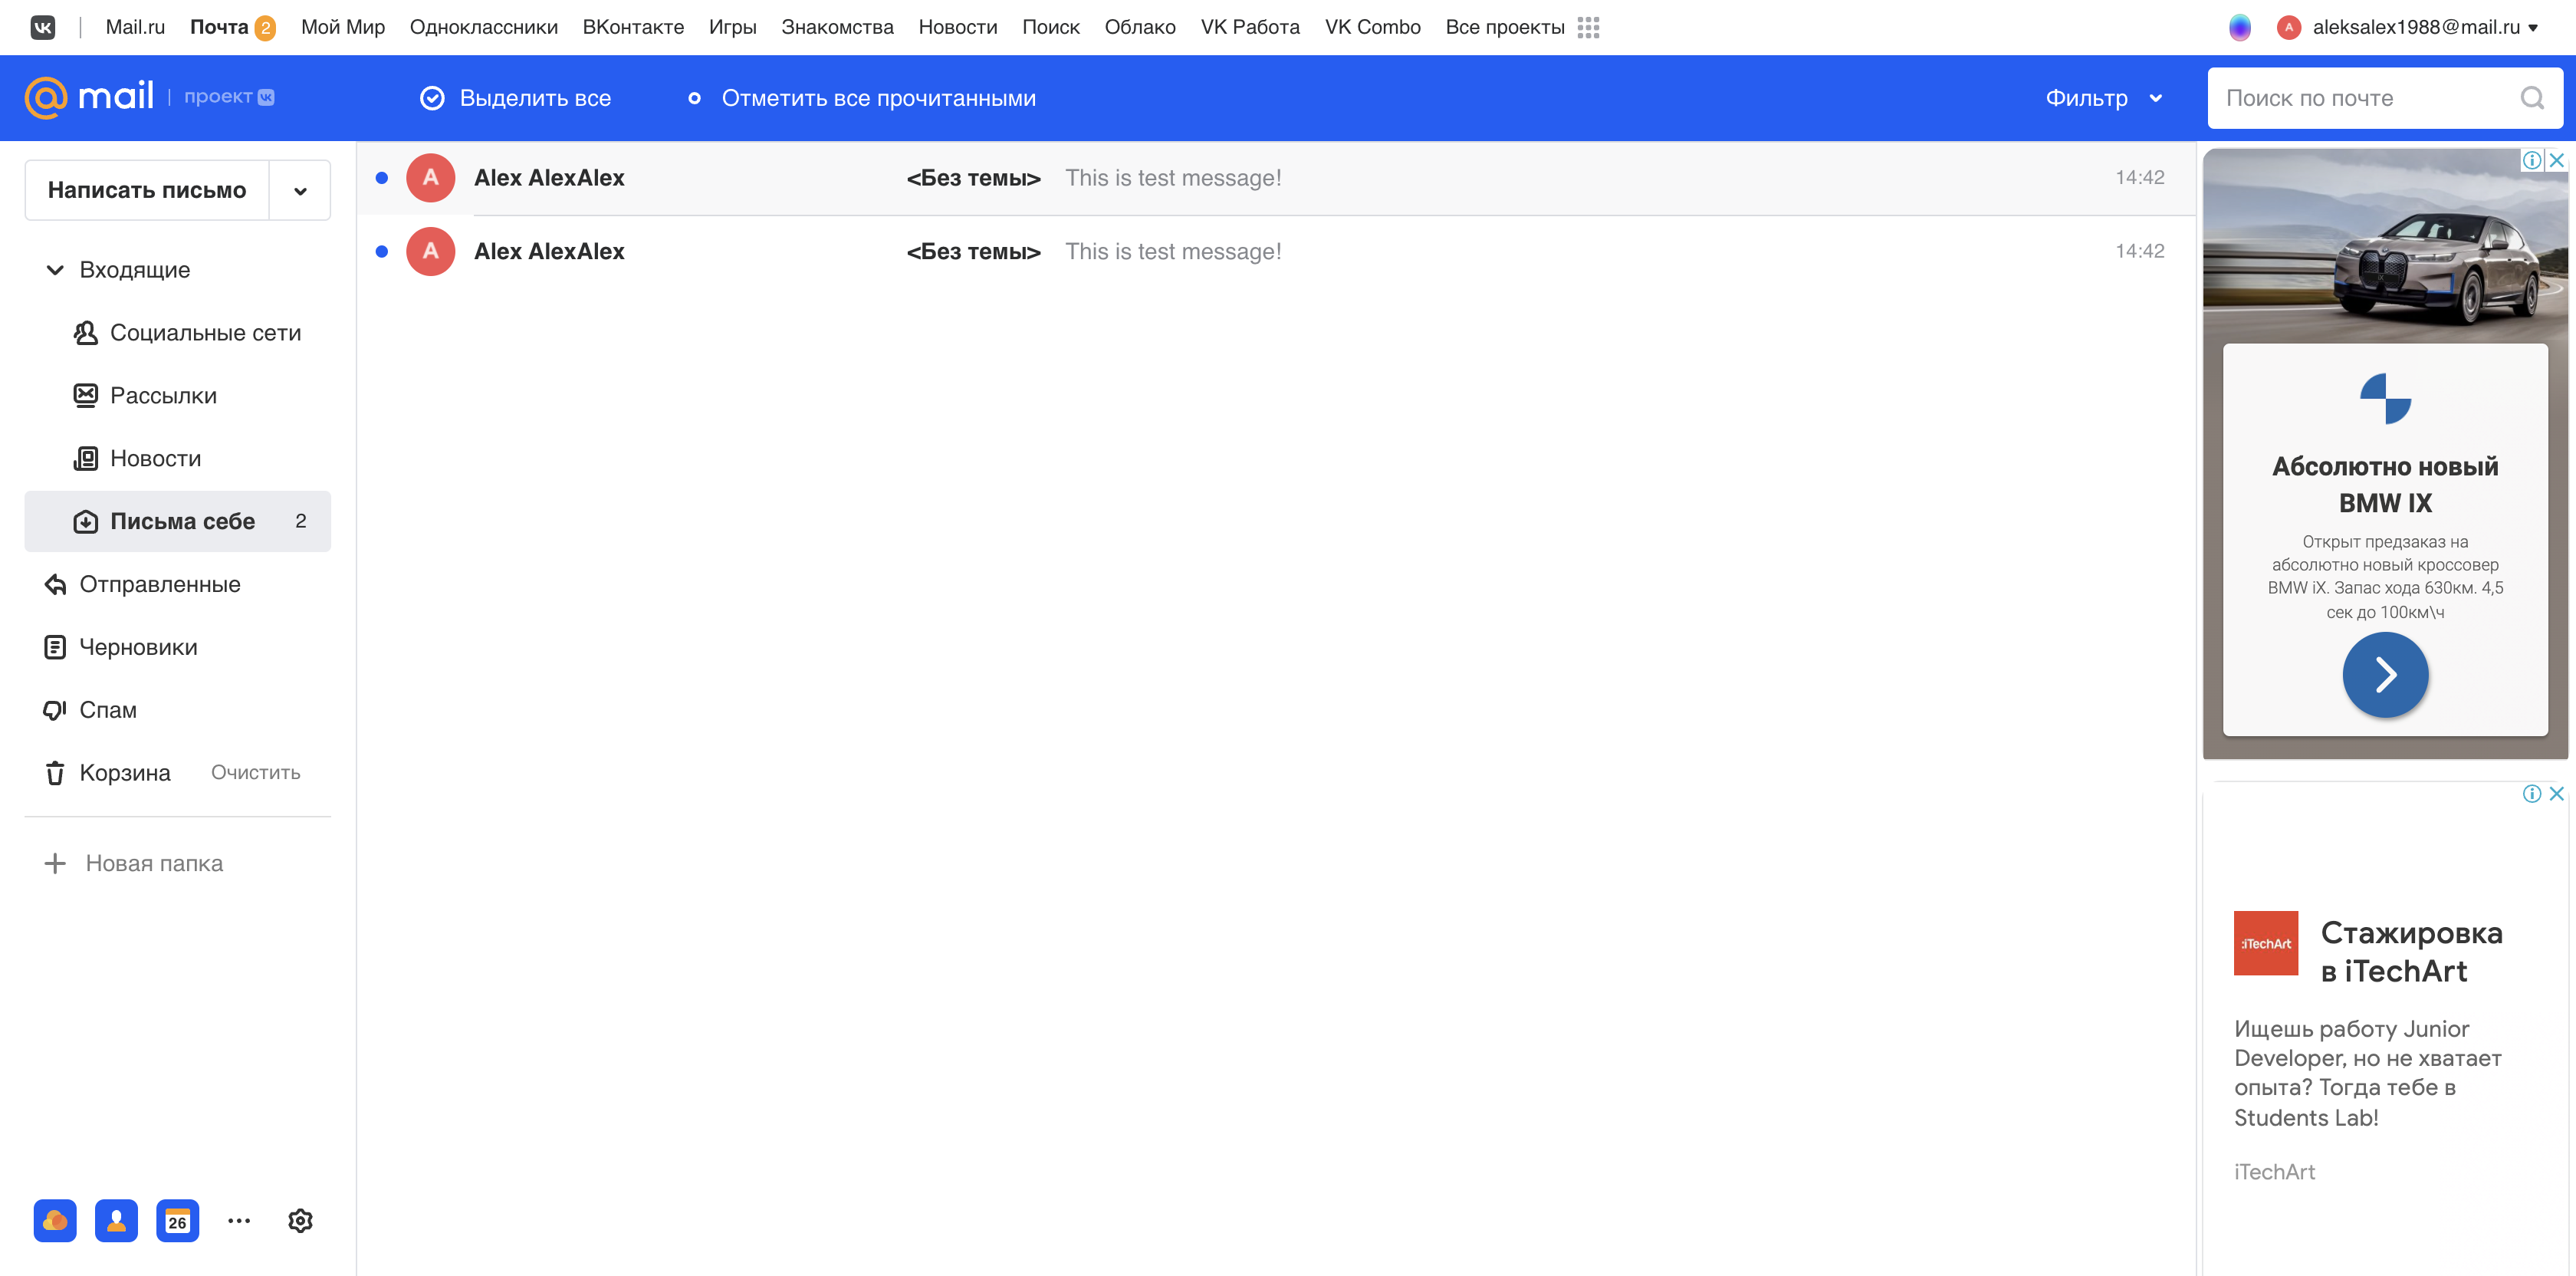 Mail.ru Почта 2 Мой Мир Одноклассники ВКонтакте Игры Знакомства Новости Поиск Облако VK Работа VK Combo Все проекты A aleksalex1988@mail.ru
@mail проект Выделить все Отметить все прочитанными Фильтр Поиск по почте
Написать письмо
Входящие
Социальные сети
Рассылки
Новости
Письма себе 2
Отправленные
Черновики
Спам
Корзина Очистить
Новая папка
26
A Alex AlexAlex <Без темы> This is test message! 14:42
A Alex AlexAlex <Без темы> This is test message! 14:42
Абсолютно новый
BMW IX
Открыт предзаказ на
абсолютно новый кроссовер
BMW iX. Запас хода 630км. 4,5
сек до 100км\ч
:iTechArt
Стажировка
в iTechArt
Ищешь работу Junior
Developer, но не хватает
опыта? Тогда тебе в
Students Lab!
iTechArt